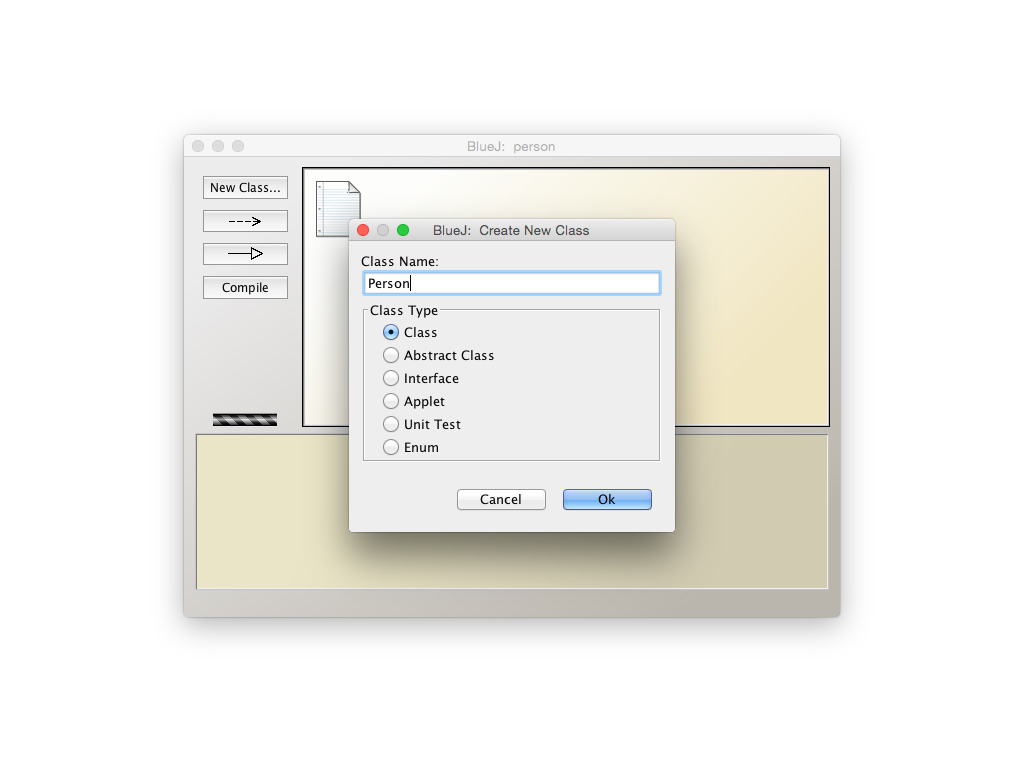 BlueJ:  person
New Class...
Compile
BlueJ:  Create New Class
Class Name:
Person
Class Type
Class
Abstract Class
Interface
Applet
Unit Test
Enum
Cancel
Ok